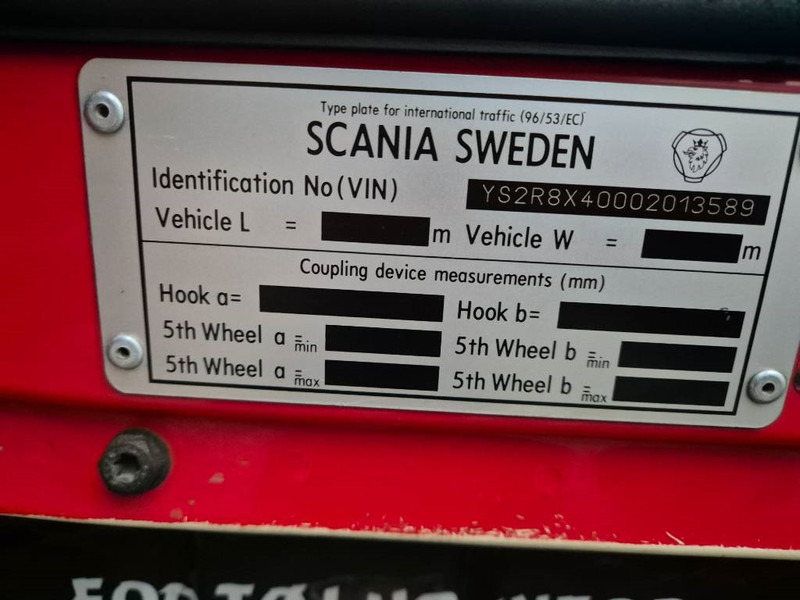 Type plate for international traffic (96/53/EC)
SCANIA SWEDEN
Identification No(VIN) YS2R8X40002013589
Vehicle L = m Vehicle W = m
Coupling device measurements (mm)
Hook a= Hook b=
5th Wheel a = min 5th Wheel b = min
5th Wheel a = max 5th Wheel b = max